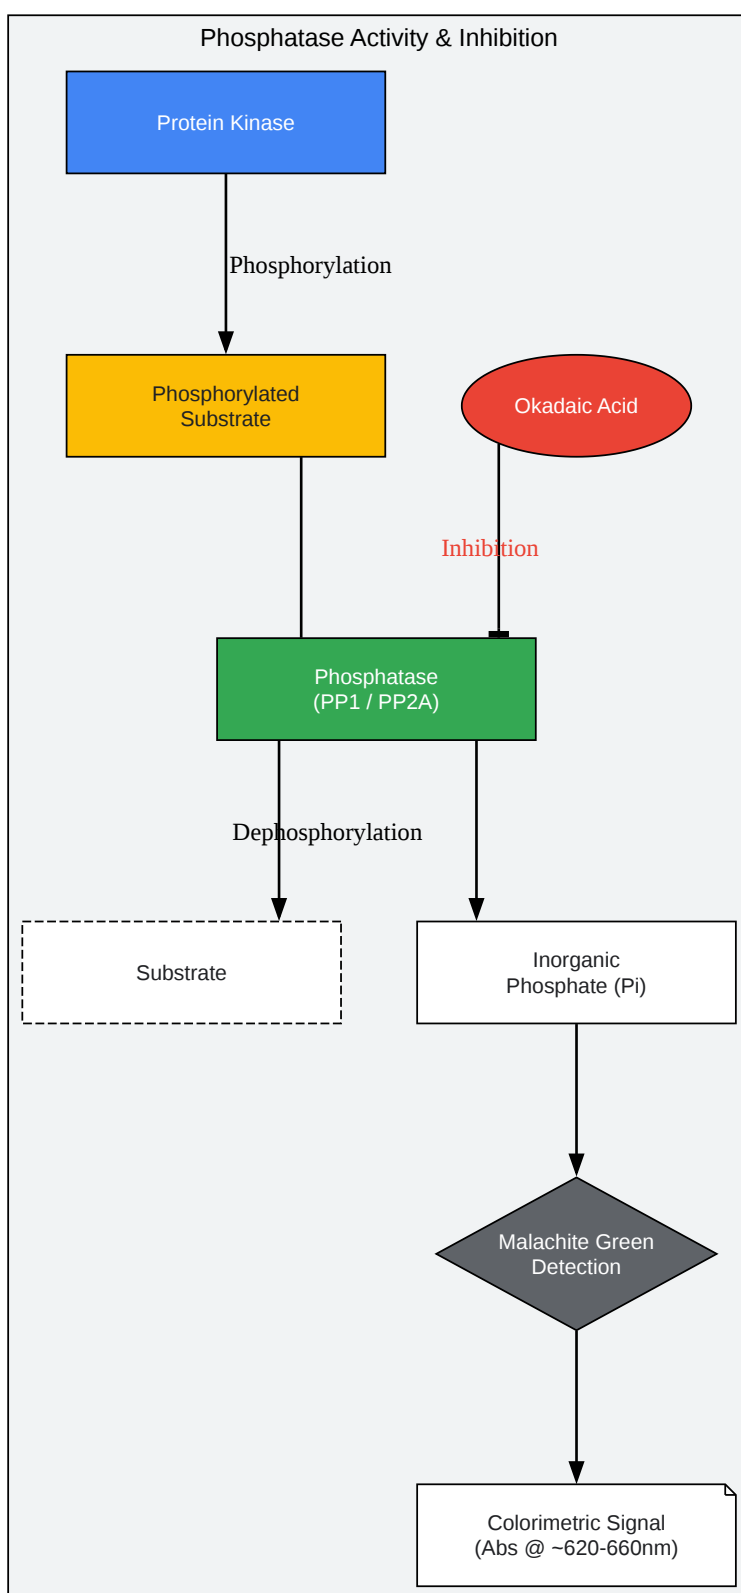 Phosphatase Activity & Inhibition
Protein Kinase
Phosphorylation
Phosphorylated
Substrate
Okadaic Acid
Inhibition
Phosphatase
(PP1 / PP2A)
Dephosphorylation
Substrate
Inorganic
Phosphate (Pi)
Malachite Green
Detection
Colorimetric Signal
(Abs @ ~620-660nm)